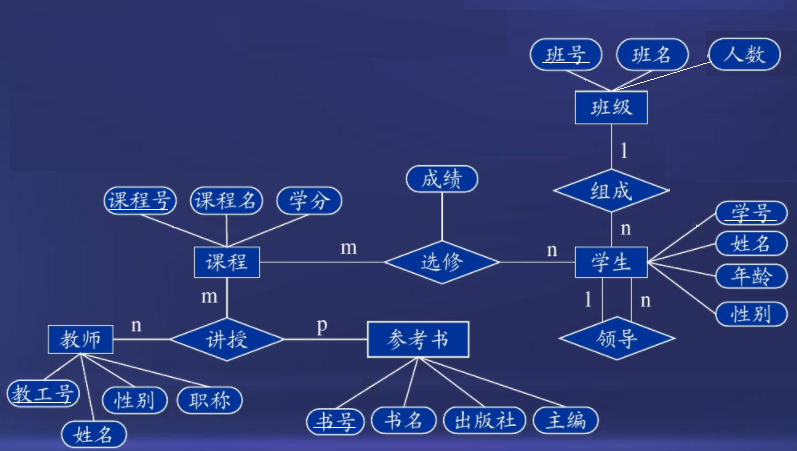 班号 班名 人数
班级
1
成绩
组成
课程号 课程名 学分
学号
n
姓名
课程 m 选修 n 学生
年龄
m 1 n
性别
教师 n 讲授 p 参考书 领导
教工号 性别 职称
姓名
书号 书名 出版社 主编